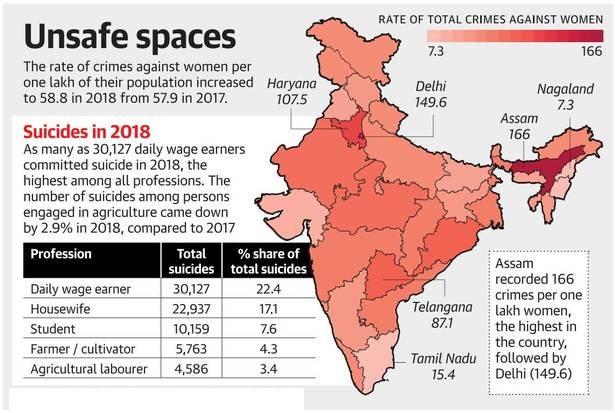 Unsafe spaces
The rate of crimes against women per
one lakh of their population increased
to 58.8 in 2018 from 57.9 in 2017.
Suicides in 2018
As many as 30,127 daily wage earners
committed suicide in 2018, the
highest among all professions. The
number of suicides among persons
engaged in agriculture came down
by 2.9% in 2018, compared to 2017
Profession Total suicides % share of total suicides
Daily wage earner 30,127 22.4
Housewife 22,937 17.1
Student 10,159 7.6
Farmer / cultivator 5,763 4.3
Agricultural labourer 4,586 3.4
RATE OF TOTAL CRIMES AGAINST WOMEN
7.3 166
Haryana
107.5
Delhi
149.6
Nagaland
7.3
Assam
166
Telangana
87.1
Tamil Nadu
15.4
Assam
recorded 166
crimes per one
lakh women,
the highest in
the country,
followed by
Delhi (149.6)